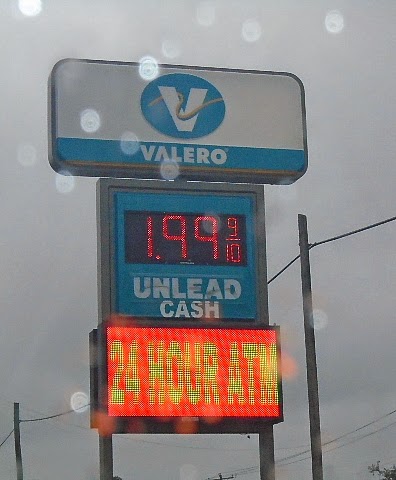 V
VALERO
1.99 9/10
UNLEAD
CASH
24 HOUR ATM